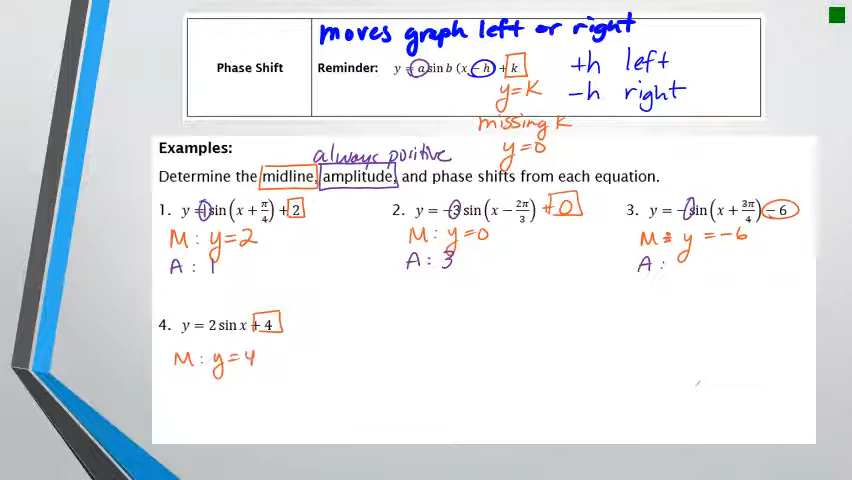 moves graph left or right
Phase Shift
Reminder: y = a sin b (x − h) + k
+h left
y = k
−h right
missing k
y = 0
Examples:
always positive
Determine the midline, amplitude, and phase shifts from each equation.
1. y = 1 sin(x + π/4) + 2
2. y = −3 sin(x − 2π/3) + 0
3. y = −1 sin(x + 3π/4) − 6
M: y = 2
M: y = 0
M: y = −6
A: 1
A: 3
A:
4. y = 2 sin x + 4
M: y = 4